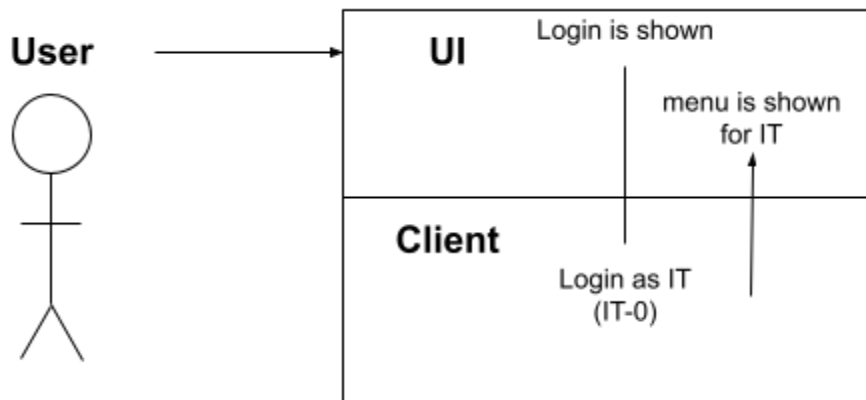 User
UI
Login is shown
menu is shown
for IT
Client
Login as IT
(IT-0)